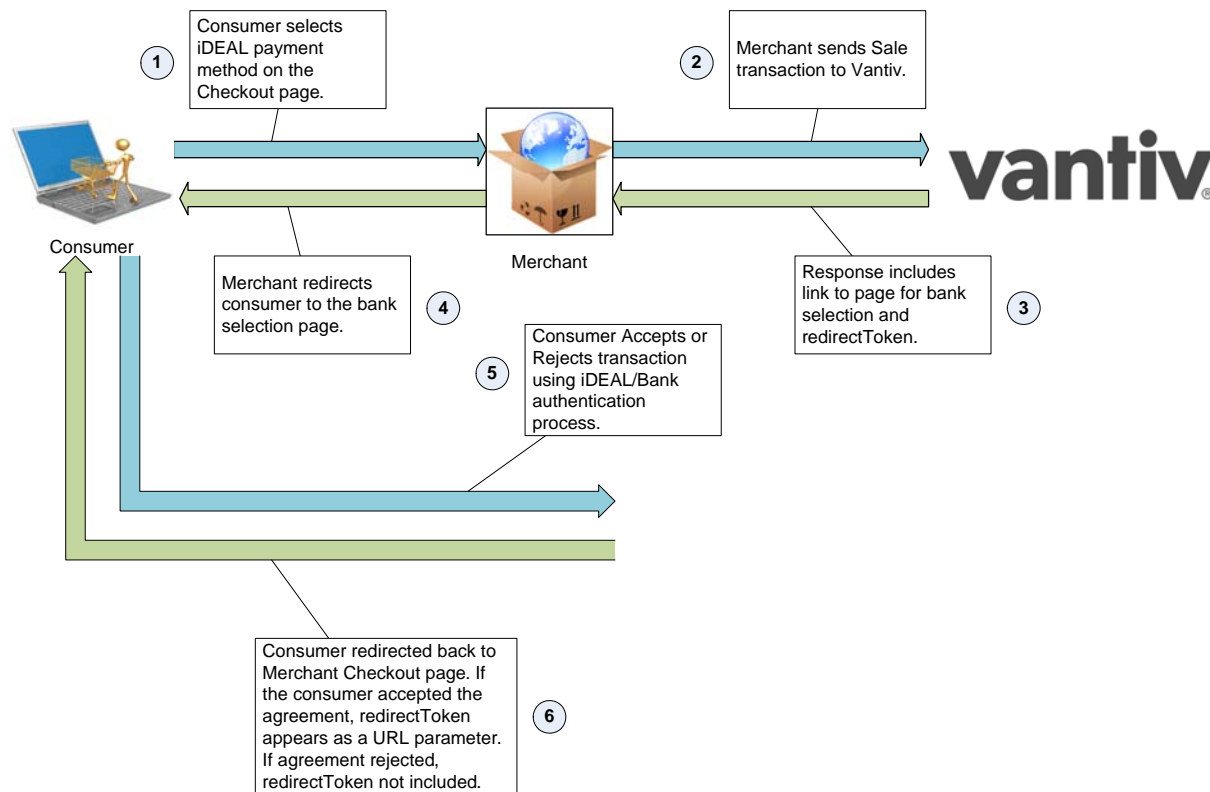 1
Consumer selects
iDEAL payment
method on the
Checkout page.
2
Merchant sends Sale
transaction to Vantiv.
vantiv®
Consumer
Merchant
Merchant redirects
consumer to the bank
selection page.
4
Response includes
link to page for bank
selection and
redirectToken.
3
5
Consumer Accepts or
Rejects transaction
using iDEAL/Bank
authentication
process.
Consumer redirected back to
Merchant Checkout page. If
the consumer accepted the
agreement, redirectToken
appears as a URL parameter.
If agreement rejected,
redirectToken not included.
6